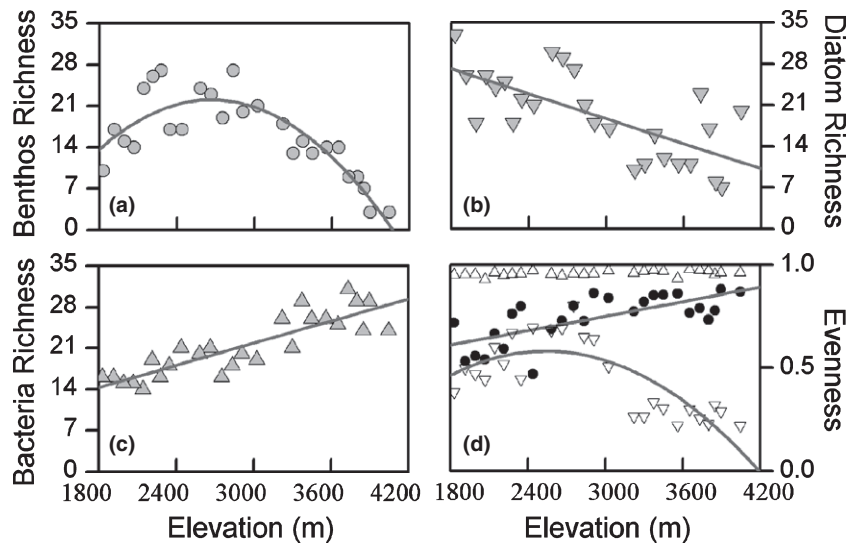 35
28
21
14
7
0
Benthos Richness
(a)
35
28
21
14
7
0
Diatom Richness
(b)
35
28
21
14
7
0
Bacteria Richness
(c)
1800 2400 3000 3600 4200
Elevation (m)
1.0
0.5
0.0
Evenness
(d)
1800 2400 3000 3600 4200
Elevation (m)